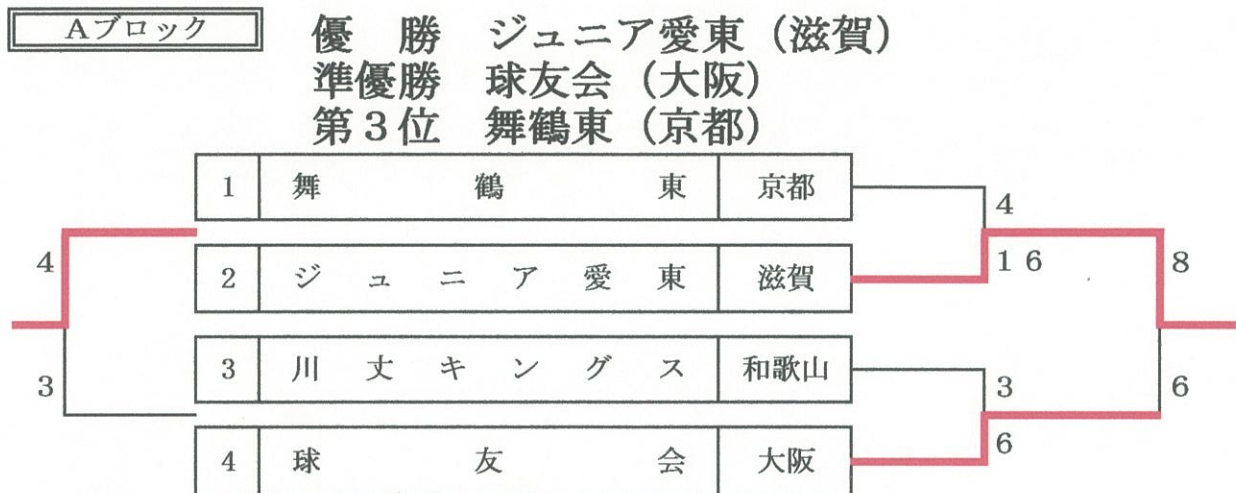 Aブロック
優 勝 ジュニア愛東(滋賀)
準優勝 球友会(大阪)
第3位 舞鶴東(京都)
1 舞鶴東 京都
4
4
2 ジュニア愛東 滋賀
16
8
3 川丈キングス 和歌山
3
3
6
4 球友会 大阪
6